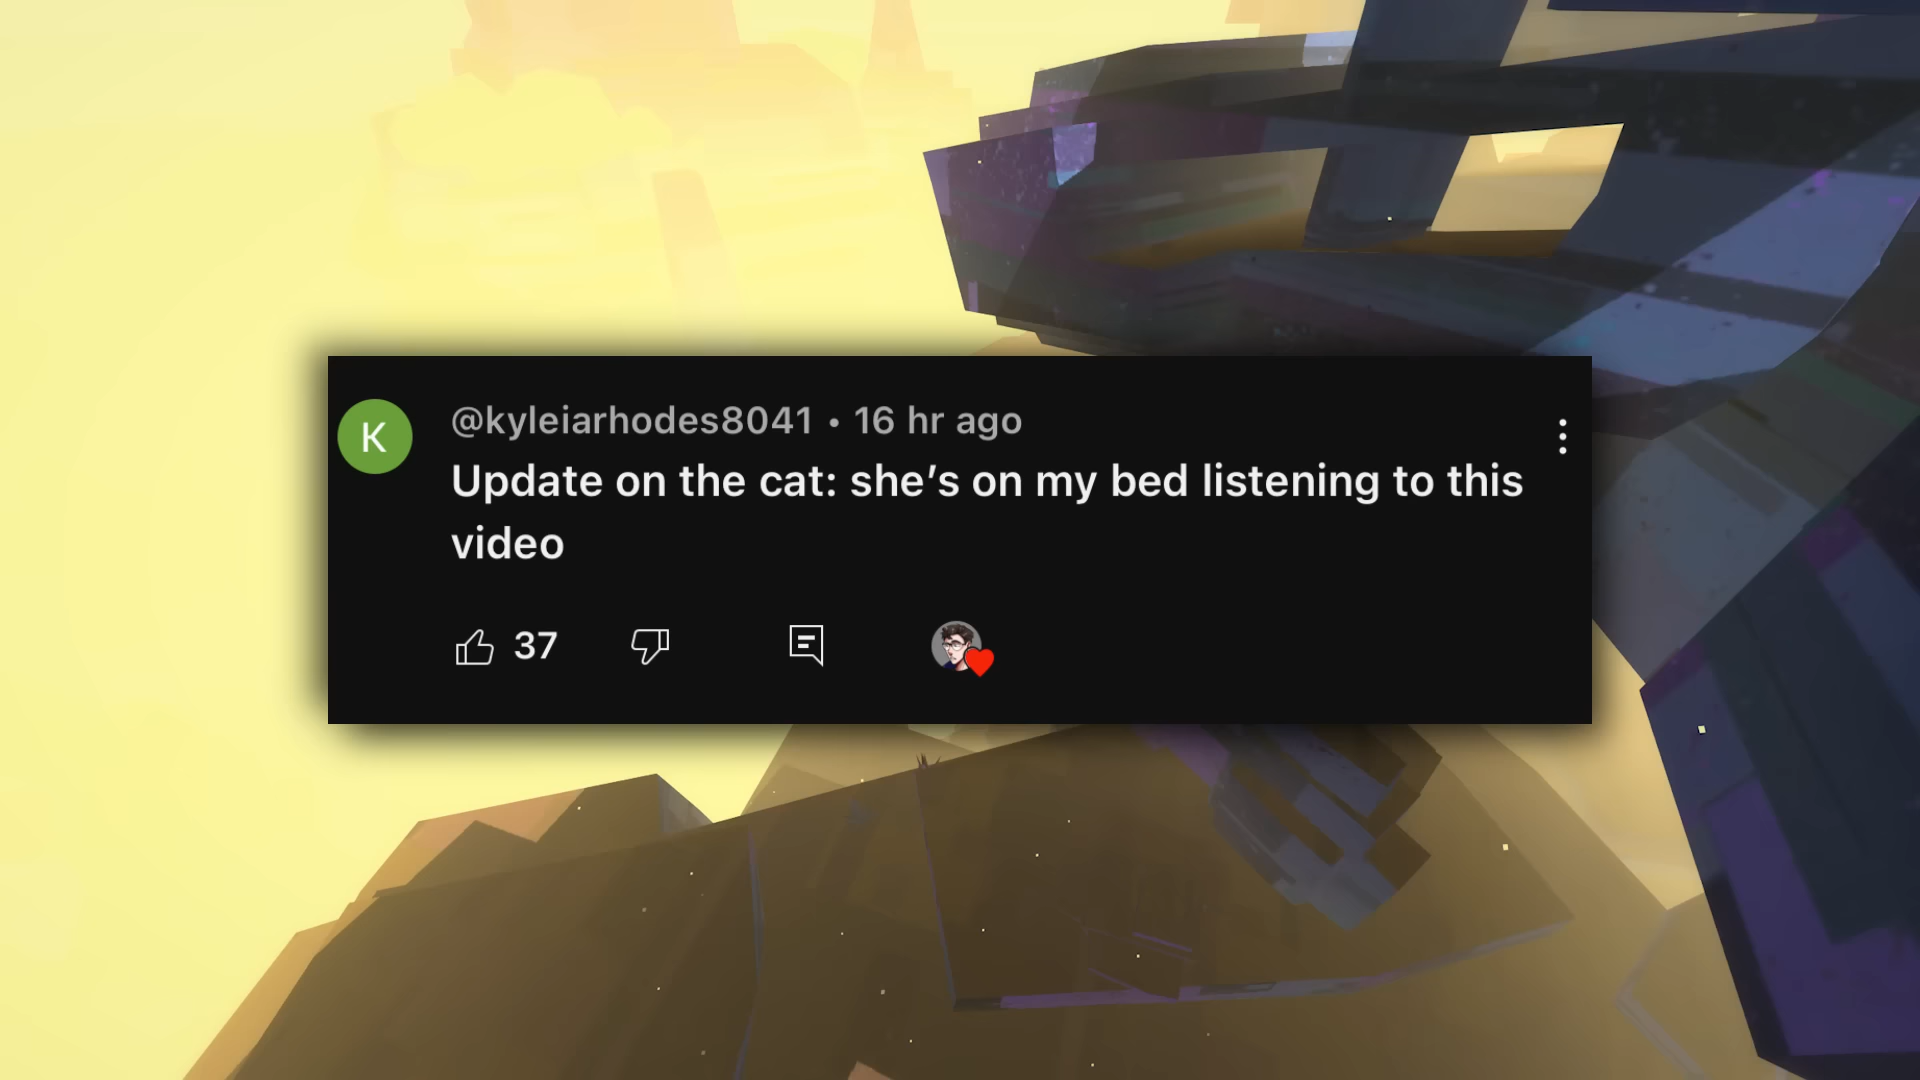 K
@kyleiarhodes8041 • 16 hr ago
Update on the cat: she’s on my bed listening to this
video
37